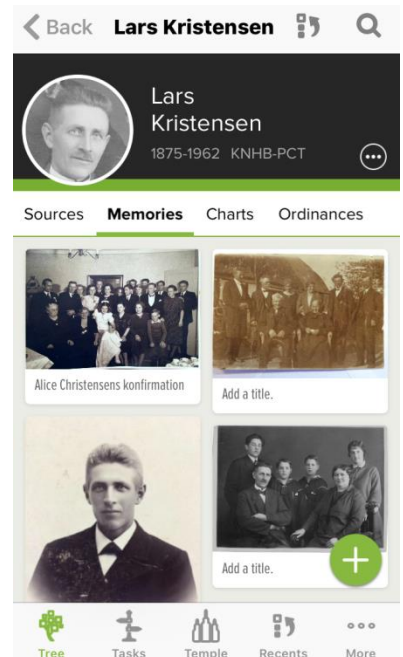 Back Lars Kristensen
Lars
Kristensen
1875-1962 KNHB-PCT
Sources Memories Charts Ordinances
Alice Christensens konfirmation
Add a title.
Add a title.
Tree Tasks Temple Recents More